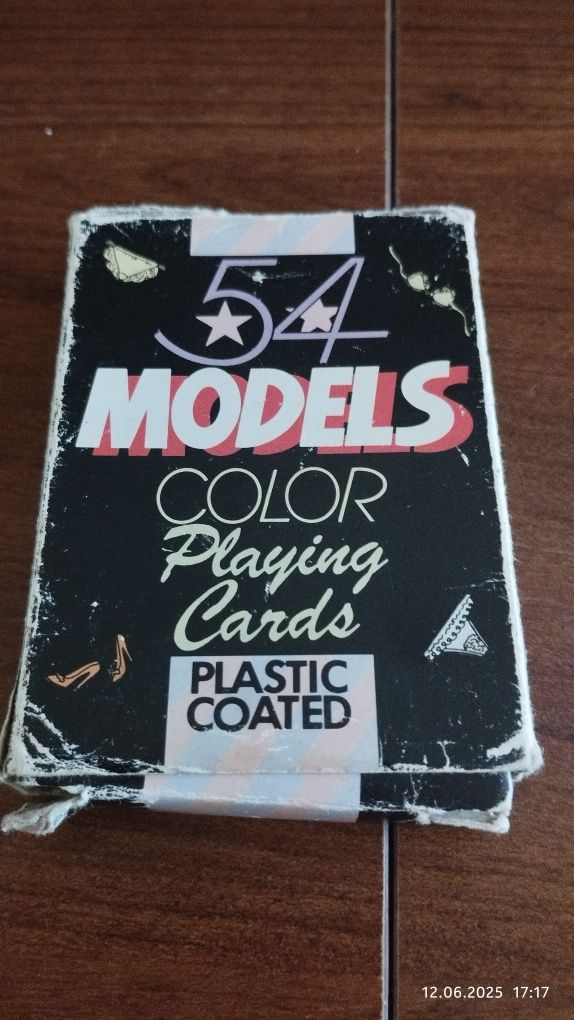 54
MODELS
COLOR
Playing
Cards
PLASTIC
COATED
12.06.2025 17:17